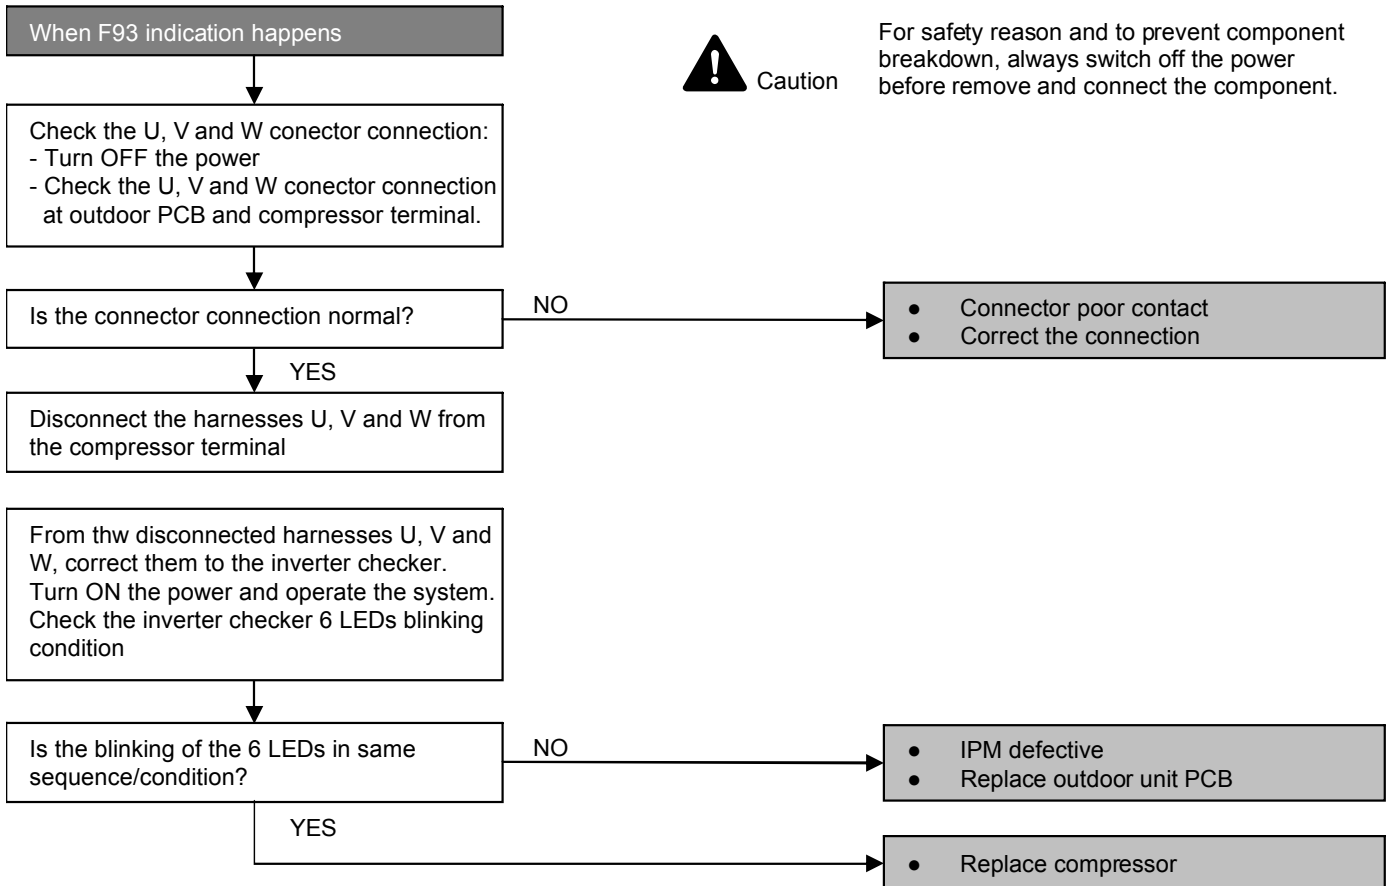 When F93 indication happens
Caution
For safety reason and to prevent component
breakdown, always switch off the power
before remove and connect the component.
Check the U, V and W conector connection:
- Turn OFF the power
- Check the U, V and W conector connection
at outdoor PCB and compressor terminal.
Is the connector connection normal?
NO
● Connector poor contact
● Correct the connection
YES
Disconnect the harnesses U, V and W from
the compressor terminal
From thw disconnected harnesses U, V and
W, correct them to the inverter checker.
Turn ON the power and operate the system.
Check the inverter checker 6 LEDs blinking
condition
Is the blinking of the 6 LEDs in same
sequence/condition?
NO
● IPM defective
● Replace outdoor unit PCB
YES
● Replace compressor